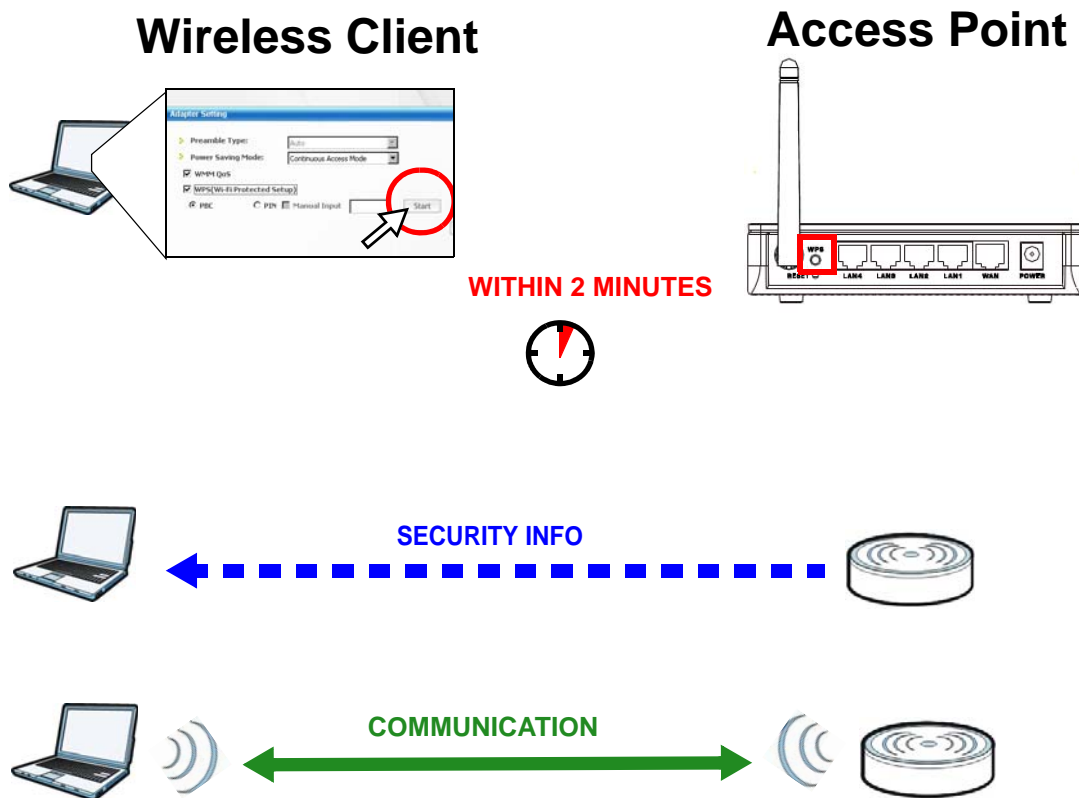 Wireless Client
Access Point
Adapter Setting
Preamble Type: Auto
Power Saving Mode: Continuous Access Mode
WMM QoS
WPS(Wi-Fi Protected Setup)
PBC PIN Manual Input Start
WPS
RESET LAN4 LAN3 LAN2 LAN1 WAN POWER
WITHIN 2 MINUTES
SECURITY INFO
COMMUNICATION